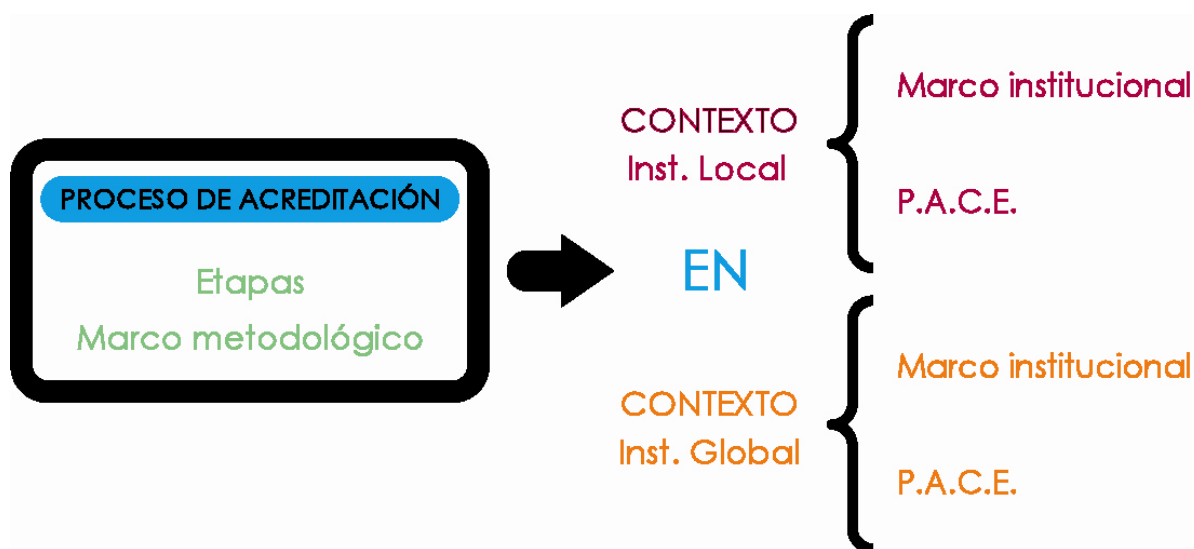 PROCESO DE ACREDITACIÓN
Etapas
Marco metodológico
CONTEXTO
Inst. Local
Marco institucional
P.A.C.E.
EN
CONTEXTO
Inst. Global
Marco institucional
P.A.C.E.